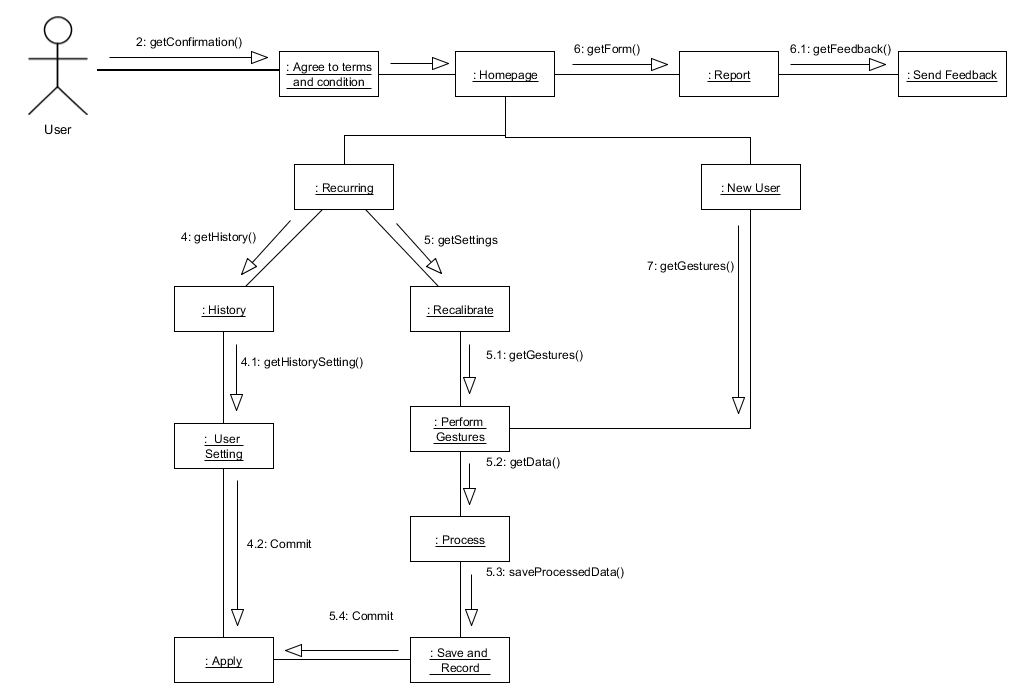 2: getConfirmation()
6: getForm()
6.1: getFeedback()
: Agree to terms
and condition
: Homepage
: Report
: Send Feedback
User
: Recurring
: New User
4: getHistory()
5: getSettings
7: getGestures()
: History
: Recalibrate
4.1: getHistorySetting()
5.1: getGestures()
: Perform
Gestures
: User
Setting
5.2: getData()
: Process
4.2: Commit
5.3: saveProcessedData()
5.4: Commit
: Apply
: Save and
Record